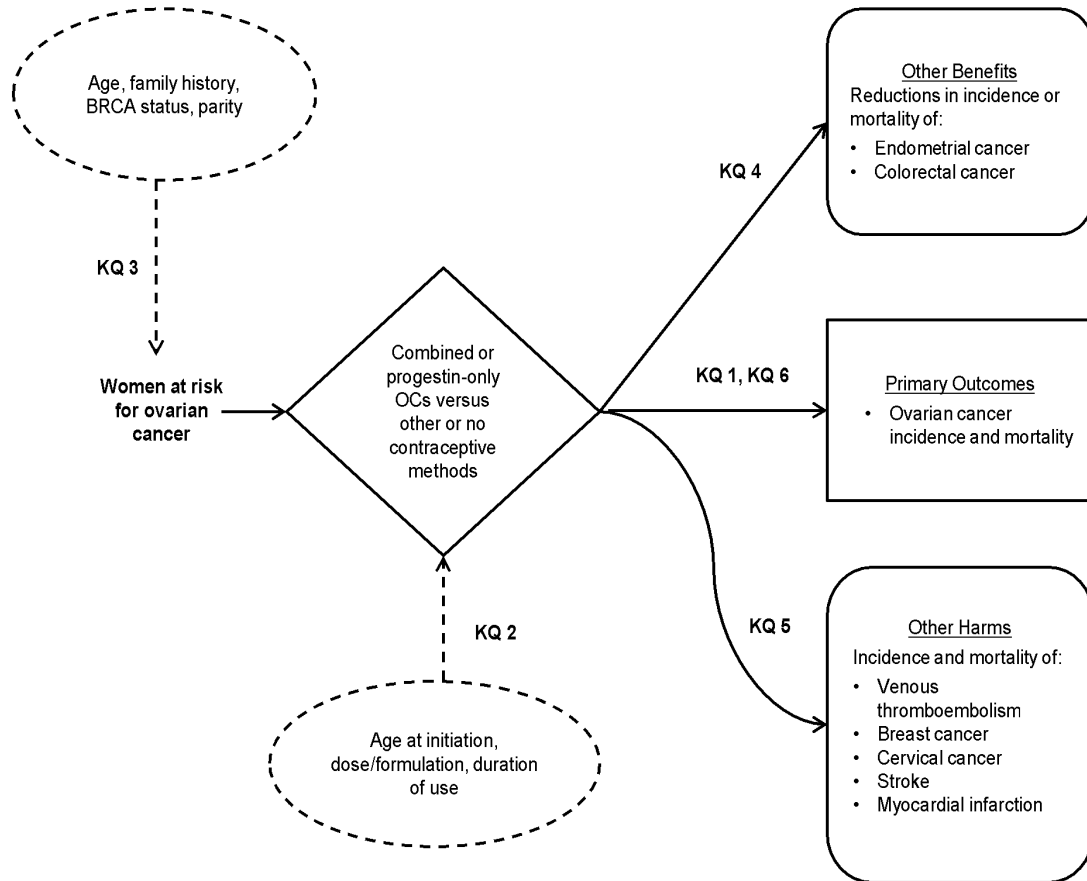 Age, family history,
BRCA status, parity
KQ 3
Women at risk
for ovarian
cancer
Combined or
progestin-only
OCs versus
other or no
contraceptive
methods
KQ 2
Age at initiation,
dose/formulation, duration
of use
KQ 4
Other Benefits
Reductions in incidence or
mortality of:
• Endometrial cancer
• Colorectal cancer
KQ 1, KQ 6
Primary Outcomes
• Ovarian cancer
incidence and mortality
KQ 5
Other Harms
Incidence and mortality of:
• Venous
thromboembolism
• Breast cancer
• Cervical cancer
• Stroke
• Myocardial infarction